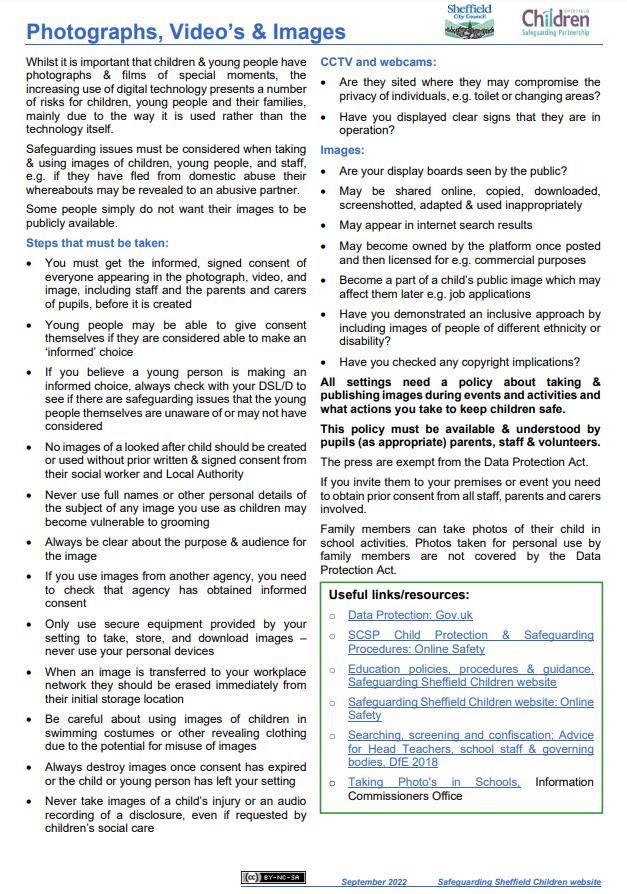 Photographs, Video's & Images
Sheffield
City Council
SHEFFIELD
Children
Safeguarding Partnership
Whilst it is important that children & young people have
photographs & films of special moments, the
increasing use of digital technology presents a number
of risks for children, young people and their families,
mainly due to the way it is used rather than the
technology itself.
Safeguarding issues must be considered when taking
& using images of children, young people, and staff,
e.g. if they have fled from domestic abuse their
whereabouts may be revealed to an abusive partner.
Some people simply do not want their images to be
publicly available.
Steps that must be taken:
• You must get the informed, signed consent of
everyone appearing in the photograph, video, and
image, including staff and the parents and carers
of pupils, before it is created
• Young people may be able to give consent
themselves if they are considered able to make an
'informed' choice
• If you believe a young person is making an
informed choice, always check with your DSL/D to
see if there are safeguarding issues that the young
people themselves are unaware of or may not have
considered
• No images of a looked after child should be created
or used without prior written & signed consent from
their social worker and Local Authority
• Never use full names or other personal details of
the subject of any image you use as children may
become vulnerable to grooming
• Always be clear about the purpose & audience for
the image
• If you use images from another agency, you need
to check that agency has obtained informed
consent
• Only use secure equipment provided by your
setting to take, store, and download images –
never use your personal devices
• When an image is transferred to your workplace
network they should be erased immediately from
their initial storage location
• Be careful about using images of children in
swimming costumes or other revealing clothing
due to the potential for misuse of images
• Always destroy images once consent has expired
or the child or young person has left your setting
• Never take images of a child's injury or an audio
recording of a disclosure, even if requested by
children's social care
CCTV and webcams:
• Are they sited where they may compromise the
privacy of individuals, e.g. toilet or changing areas?
• Have you displayed clear signs that they are in
operation?
Images:
• Are your display boards seen by the public?
• May be shared online, copied, downloaded,
screenshotted, adapted & used inappropriately
• May appear in internet search results
• May become owned by the platform once posted
and then licensed for e.g. commercial purposes
• Become a part of a child's public image which may
affect them later e.g. job applications
• Have you demonstrated an inclusive approach by
including images of people of different ethnicity or
disability?
• Have you checked any copyright implications?
All settings need a policy about taking &
publishing images during events and activities and
what actions you take to keep children safe.
This policy must be available & understood by
pupils (as appropriate) parents, staff & volunteers.
The press are exempt from the Data Protection Act.
If you invite them to your premises or event you need
to obtain prior consent from all staff, parents and carers
involved.
Family members can take photos of their child in
school activities. Photos taken for personal use by
family members are not covered by the Data
Protection Act.
Useful links/resources:
o Data Protection: Gov.uk
o SCSP Child Protection & Safeguarding
Procedures: Online Safety
o Education policies, procedures & guidance,
Safeguarding Sheffield Children website
o Safeguarding Sheffield Children website: Online
Safety
o Searching, screening and confiscation; Advice
for Head Teachers, school staff & governing
bodies, DfE 2018
o Taking Photo's in Schools, Information
Commissioners Office
(cc) BY-NC-SA
September 2022 Safeguarding Sheffield Children website